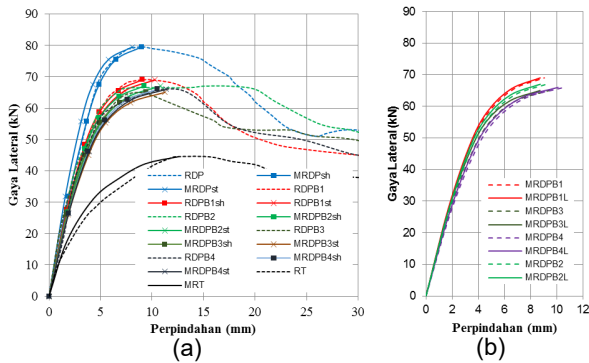 90
80
70
60
50
40
30
20
10
0
Gaya Lateral (kN)
RDP MRDPsh
MRDPst RDPB1
RDPB1sh RDPB1st
RDPB2 MRDPB2sh
MRDPB2st RDPB3
MRDPB3sh MRDPB3st
RDPB4 MRDPB4sh
MRDPB4st RT
MRT
0 5 10 15 20 25 30
Perpindahan (mm)
(a)
90
80
70
60
50
40
30
20
10
0
Gaya Lateral (kN)
MRDPB1
MRDPB1L
MRDPB3
MRDPB3L
MRDPB4
MRDPB4L
MRDPB2
MRDPB2L
0 2 4 6 8 10 12
Perpindahan (mm)
(b)